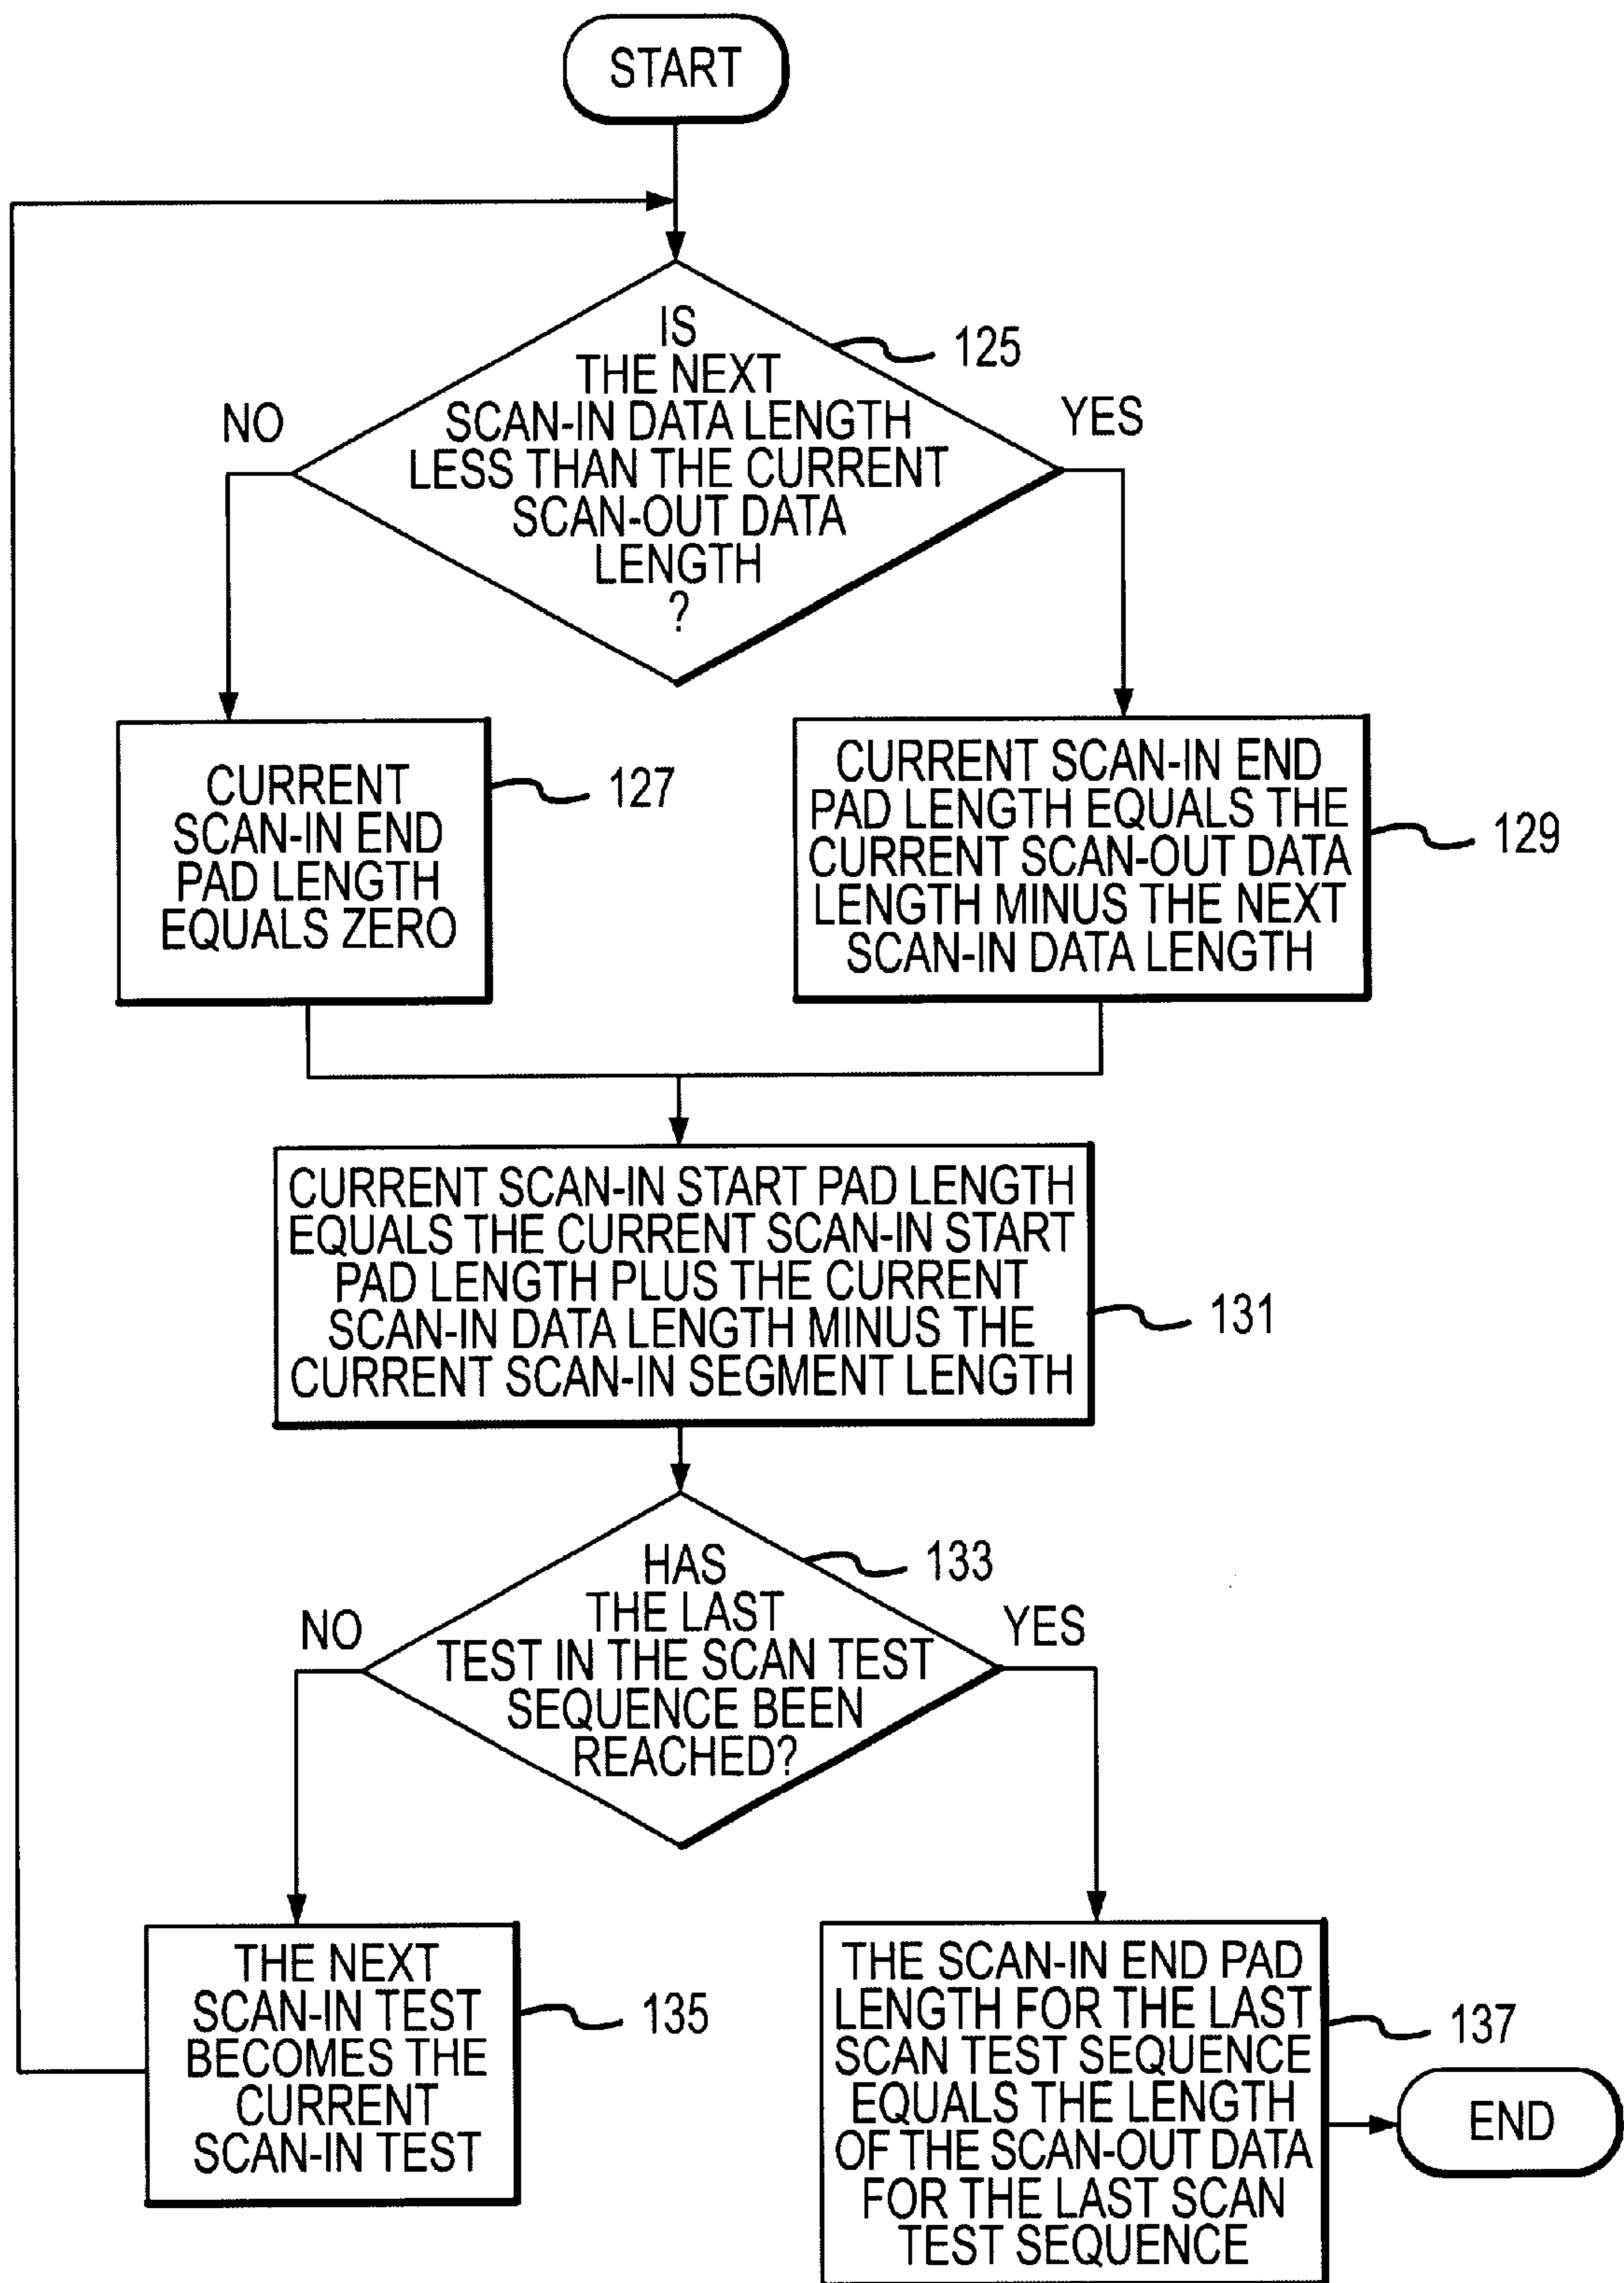 START
IS
THE NEXT
SCAN-IN DATA LENGTH
LESS THAN THE CURRENT
SCAN-OUT DATA
LENGTH
?
125
NO
YES
CURRENT
SCAN-IN END
PAD LENGTH
EQUALS ZERO
127
CURRENT SCAN-IN END
PAD LENGTH EQUALS THE
CURRENT SCAN-OUT DATA
LENGTH MINUS THE NEXT
SCAN-IN DATA LENGTH
129
CURRENT SCAN-IN START PAD LENGTH
EQUALS THE CURRENT SCAN-IN START
PAD LENGTH PLUS THE CURRENT
SCAN-IN DATA LENGTH MINUS THE
CURRENT SCAN-IN SEGMENT LENGTH
131
HAS
THE LAST
TEST IN THE SCAN TEST
SEQUENCE BEEN
REACHED?
133
NO
YES
THE NEXT
SCAN-IN TEST
BECOMES THE
CURRENT
SCAN-IN TEST
135
THE SCAN-IN END PAD
LENGTH FOR THE LAST
SCAN TEST SEQUENCE
EQUALS THE LENGTH
OF THE SCAN-OUT DATA
FOR THE LAST SCAN
TEST SEQUENCE
137
END